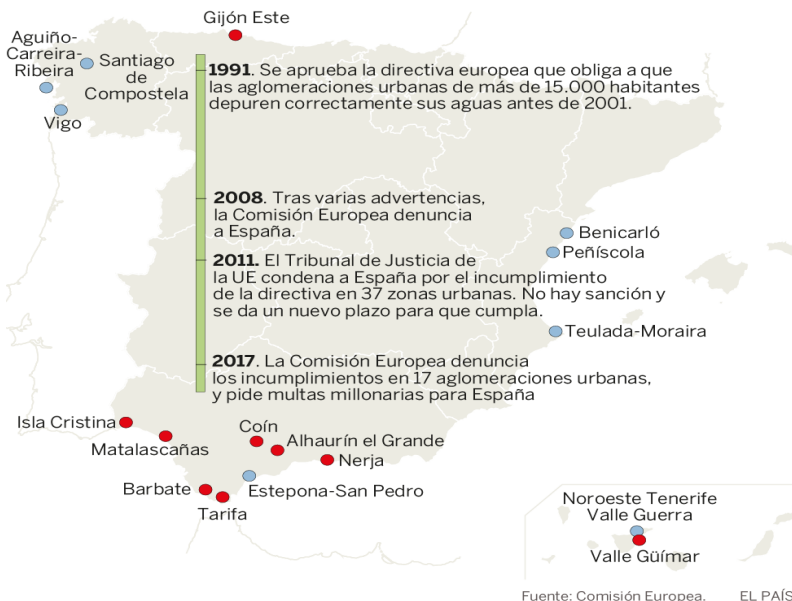 Gijón Este
Aguiño-
Carreira-
Ribeira
Santiago
de
Compostela
Vigo
1991. Se aprueba la directiva europea que obliga a que
las aglomeraciones urbanas de más de 15.000 habitantes
depuren correctamente sus aguas antes de 2001.
2008. Tras varias advertencias,
la Comisión Europea denuncia
a España.
2011. El Tribunal de Justicia de
la UE condena a España por el incumplimiento
de la directiva en 37 zonas urbanas. No hay sanción y
se da un nuevo plazo para que cumpla.
2017. La Comisión Europea denuncia
los incumplimientos en 17 aglomeraciones urbanas,
y pide multas millonarias para España
Benicarló
Peñíscola
Teulada-Moraira
Isla Cristina
Matalascañas
Coín
Alhaurín el Grande
Nerja
Barbate
Estepona-San Pedro
Tarifa
Noroeste Tenerife
Valle Guerra
Valle Güímar
Fuente: Comisión Europea.
EL PAÍS